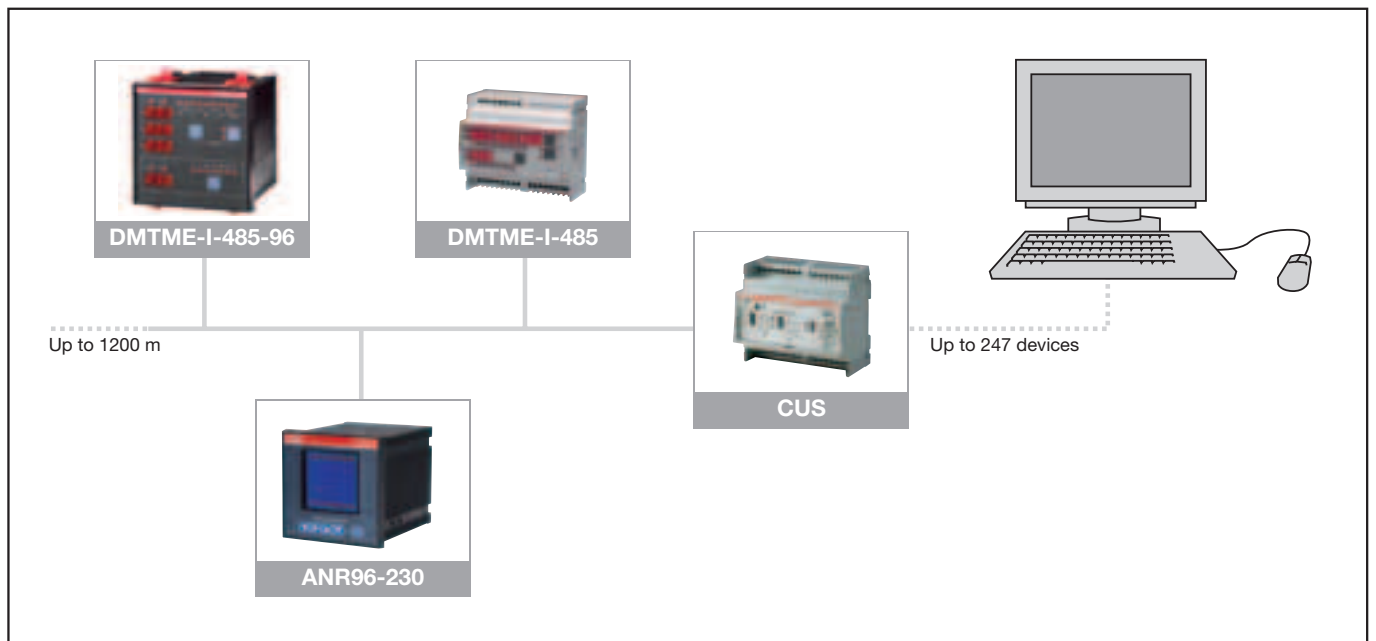 DMTME-I-485-96
DMTME-I-485
Up to 1200 m
CUS
Up to 247 devices
ANR96-230